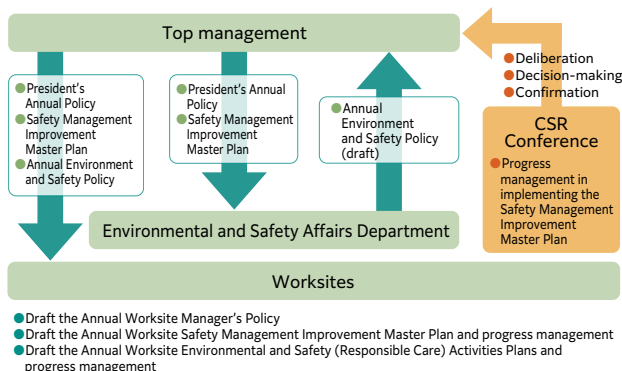 Top management
●Deliberation
●Decision-making
●Confirmation
●President's
Annual Policy
●Safety Management
Improvement
Master Plan
●Annual Environment
and Safety Policy
●President's Annual
Policy
●Safety Management
Improvement
Master Plan
●Annual
Environment
and Safety Policy
(draft)
CSR
Conference
●Progress
management in
implementing the
Safety Management
Improvement
Master Plan
Environmental and Safety Affairs Department
Worksites
●Draft the Annual Worksite Manager's Policy
●Draft the Annual Worksite Safety Management Improvement Master Plan and progress management
●Draft the Annual Worksite Environmental and Safety (Responsible Care) Activities Plans and
progress management